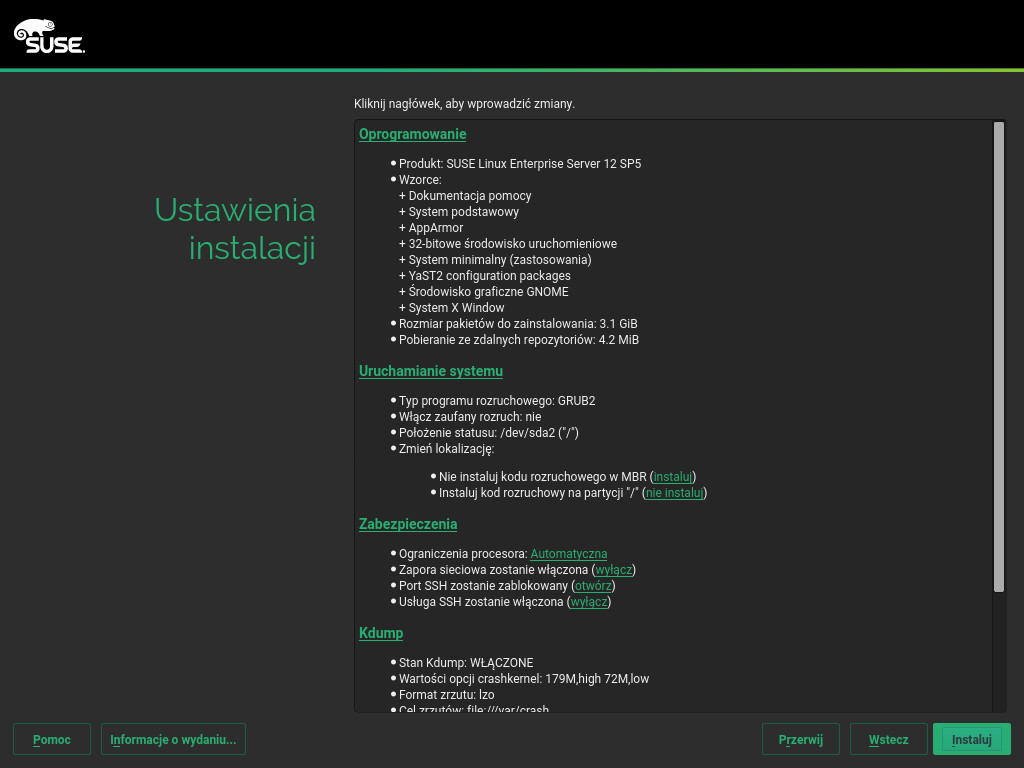 SUSE.
Kliknij nagłówek, aby wprowadzić zmiany.
Ustawienia
instalacji
Oprogramowanie
Produkt: SUSE Linux Enterprise Server 12 SP5
Wzorce:
+ Dokumentacja pomocy
+ System podstawowy
+ AppArmor
+ 32-bitowe środowisko uruchomieniowe
+ System minimalny (zastosowania)
+ YaST2 configuration packages
+ Środowisko graficzne GNOME
+ System X Window
Rozmiar pakietów do zainstalowania: 3.1 GiB
Pobieranie ze zdalnych repozytoriów: 4.2 MiB
Uruchamianie systemu
Typ programu rozruchowego: GRUB2
Włącz zaufany rozruch: nie
Położenie statusu: /dev/sda2 ("/")
Zmień lokalizację:
Nie instaluj kodu rozruchowego w MBR (instaluj)
Instaluj kod rozruchowy na partycji "/" (nie instaluj)
Zabezpieczenia
Ograniczenia procesora: Automatyczna
Zapora sieciowa zostanie włączona (wyłącz)
Port SSH zostanie zablokowany (otwórz)
Usługa SSH zostanie włączona (wyłącz)
Kdump
Stan Kdump: WŁĄCZONE
Wartości opcji crashkernel: 179M,high 72M,low
Format zrzutu: lzo
Cel zrzutów: file:///var/crash
Pomoc
Informacje o wydaniu...
Przerwij
Wstecz
Instaluj